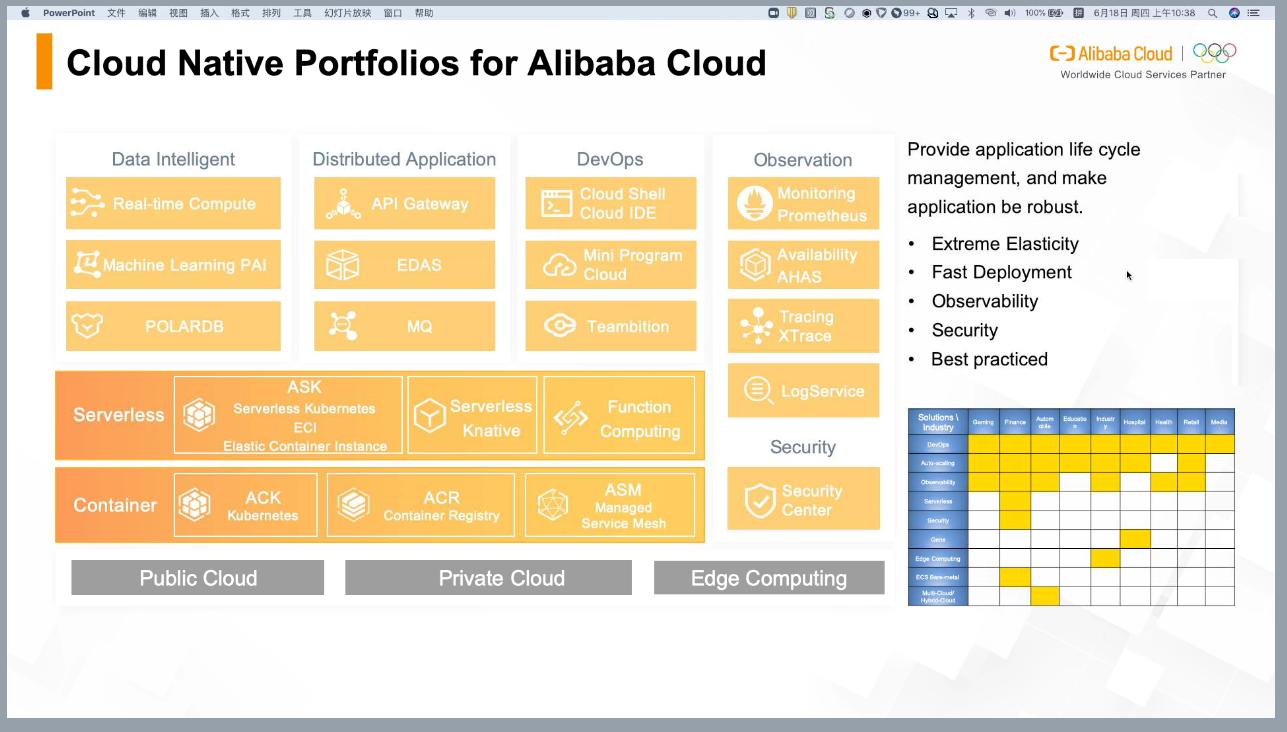 PowerPoint 文件 编辑 视图 插入 格式 排列 工具 幻灯片放映 窗口 帮助 99+ 100% 6月18日 周四 上午10:38
Cloud Native Portfolios for Alibaba Cloud
Alibaba Cloud
Worldwide Cloud Services Partner
Data Intelligent
Real-time Compute
Machine Learning PAI
POLARDB
Distributed Application
API Gateway
EDAS
MQ
DevOps
Cloud Shell
Cloud IDE
Mini Program
Cloud
Teambition
Observation
Monitoring
Prometheus
Availability
AHAS
Tracing
XTrace
LogService
Security
Security
Center
Serverless
ASK
Serverless Kubernetes
ECI
Elastic Container Instance
Serverless
Knative
Function
Computing
Container
ACK
Kubernetes
ACR
Container Registry
ASM
Managed
Service Mesh
Public Cloud
Private Cloud
Edge Computing
Provide application life cycle
management, and make
application be robust.
• Extreme Elasticity
• Fast Deployment
• Observability
• Security
• Best practiced
Solutions \
Industry
Gaming
Finance
Autom
obile
Educatio
n
Industr
y
Hospital
Health
Retail
Media
DevOps
Auto-scaling
Observability
Serverless
Security
Gens
Edge Computing
ECS Bare-metal
Multi-Cloud/
Hybrid-Cloud